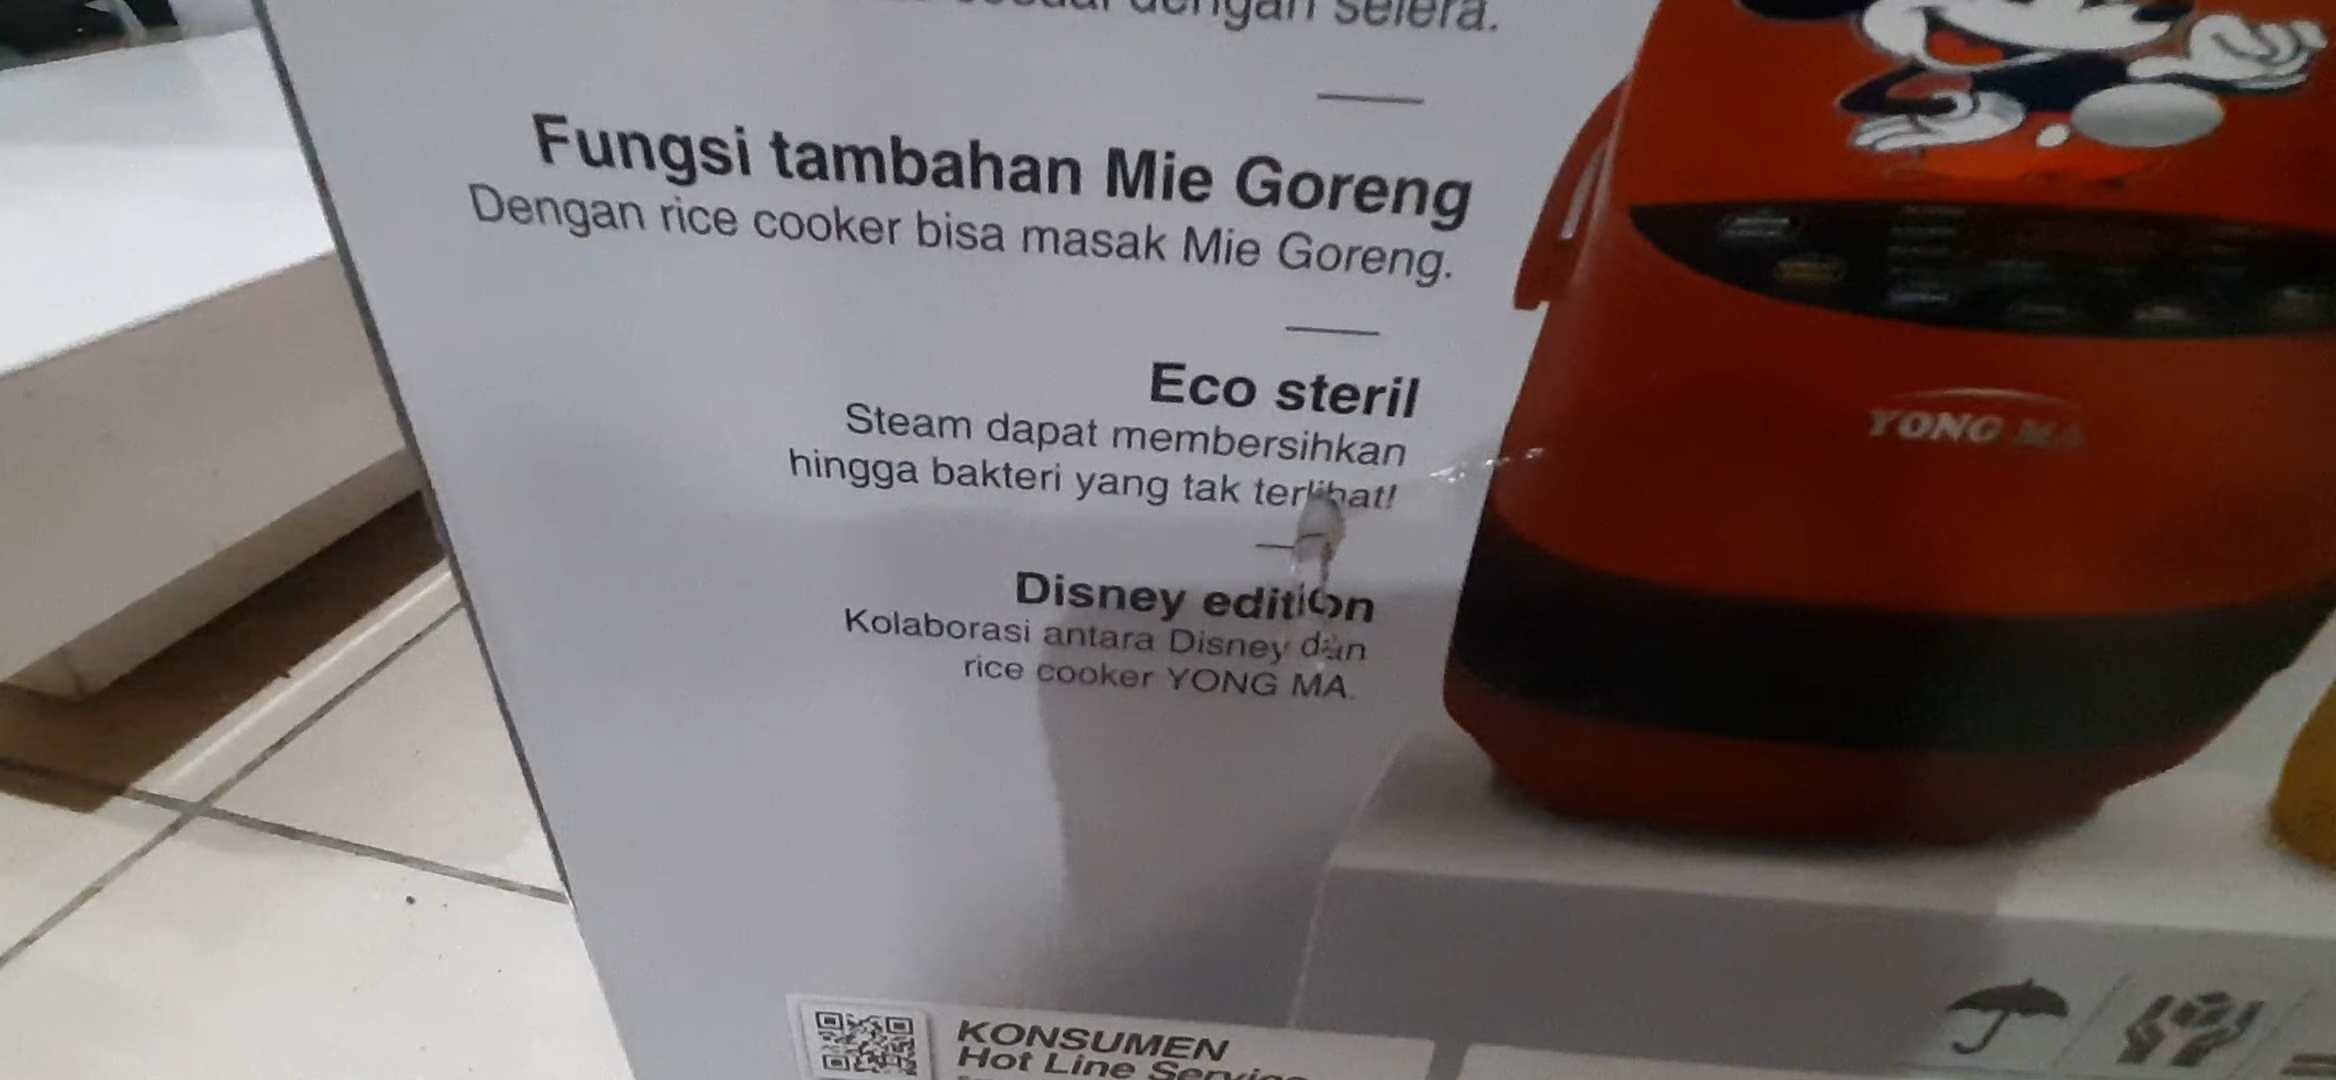 dengan selera.
Fungsi tambahan Mie Goreng
Dengan rice cooker bisa masak Mie Goreng.
Eco steril
Steam dapat membersihkan
hingga bakteri yang tak terlihat!
Disney edition
Kolaborasi antara Disney dan
rice cooker YONG MA.
YONG MA
KONSUMEN
Hot Line Service